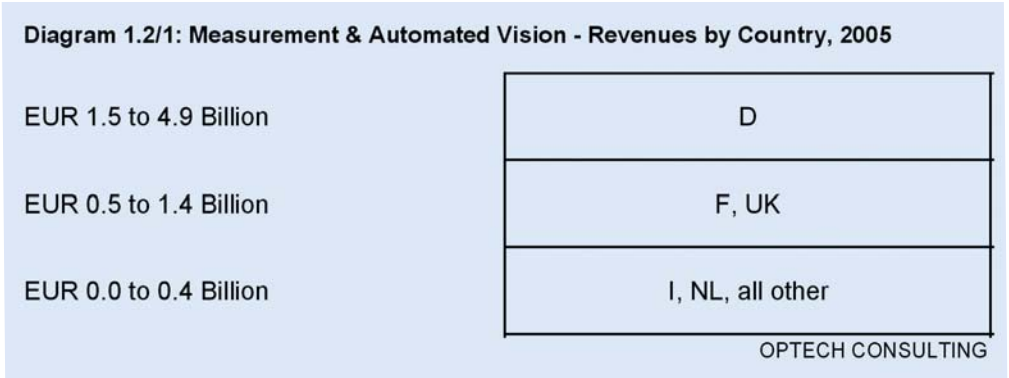 Diagram 1.2/1: Measurement & Automated Vision - Revenues by Country, 2005
EUR 1.5 to 4.9 Billion D
EUR 0.5 to 1.4 Billion F, UK
EUR 0.0 to 0.4 Billion I, NL, all other
OPTECH CONSULTING